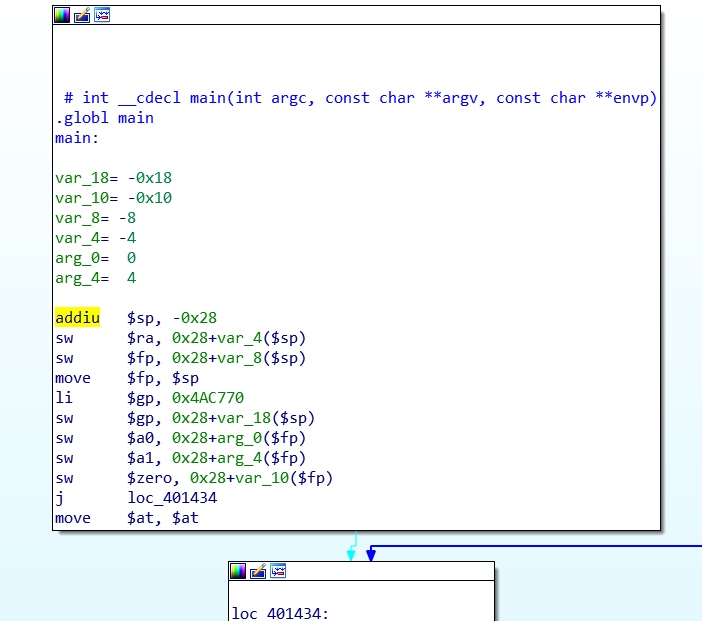 # int __cdecl main(int argc, const char **argv, const char **envp)
.globl main
main:
var_18= -0x18
var_10= -0x10
var_8= -8
var_4= -4
arg_0=  0
arg_4=  4
addiu   $sp, -0x28
sw      $ra, 0x28+var_4($sp)
sw      $fp, 0x28+var_8($sp)
move    $fp, $sp
li      $gp, 0x4AC770
sw      $gp, 0x28+var_18($sp)
sw      $a0, 0x28+arg_0($fp)
sw      $a1, 0x28+arg_4($fp)
sw      $zero, 0x28+var_10($fp)
j       loc_401434
move    $at, $at
loc_401434: